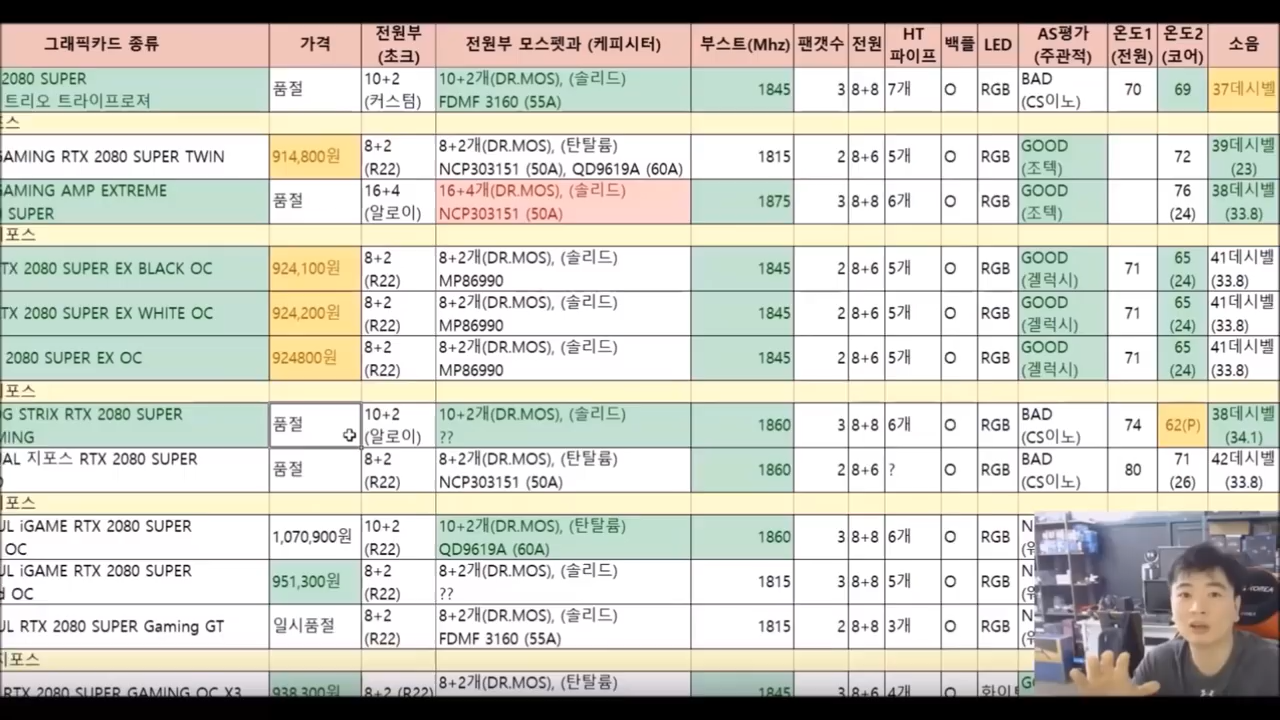 그래픽카드 종류 가격 전원부 (초크) 전원부 모스펫과 (케피시터) 부스트(Mhz) 팬갯수 전원 HT 파이프 백플 LED AS평가 (주관적) 온도1 (전원) 온도2 (코어) 소음
2080 SUPER 품절 10+2 10+2개(DR.MOS), (솔리드) 1845 3 8+8 7개 O RGB BAD 70 69 37데시벨
트리오 트라이프로져 (커스텀) FDMF 3160 (55A) (CS이노)
포스
GAMING RTX 2080 SUPER TWIN 914,800원 8+2 8+2개(DR.MOS), (탄탈륨) 1815 2 8+6 5개 O RGB GOOD 72 39데시벨
(R22) NCP303151 (50A), QD9619A (60A) (조텍) (23)
GAMING AMP EXTREME 품절 16+4 16+4개(DR.MOS), (솔리드) 1875 3 8+8 6개 O RGB GOOD 76 38데시벨
SUPER (알로이) NCP303151 (50A) (조텍) (24) (33.8)
지포스
TX 2080 SUPER EX BLACK OC 924,100원 8+2 8+2개(DR.MOS), (솔리드) 1845 2 8+6 5개 O RGB GOOD 71 65 41데시벨
(R22) MP86990 (겔럭시) (24) (33.8)
TX 2080 SUPER EX WHITE OC 924,200원 8+2 8+2개(DR.MOS), (솔리드) 1845 2 8+6 5개 O RGB GOOD 71 65 41데시벨
(R22) MP86990 (겔럭시) (24) (33.8)
2080 SUPER EX OC 924800원 8+2 8+2개(DR.MOS), (솔리드) 1845 2 8+6 5개 O RGB GOOD 71 65 41데시벨
(R22) MP86990 (겔럭시) (24) (33.8)
지포스
G STRIX RTX 2080 SUPER 품절 10+2 10+2개(DR.MOS), (솔리드) 1860 3 8+8 6개 O RGB BAD 74 62(P) 38데시벨
MING (알로이) ?? (CS이노) (34.1)
AL 지포스 RTX 2080 SUPER 품절 8+2 8+2개(DR.MOS), (탄탈륨) 1860 2 8+6 ? O RGB BAD 80 71 42데시벨
(R22) NCP303151 (50A) (CS이노) (26) (33.8)
지포스
UL iGAME RTX 2080 SUPER 1,070,900원 10+2 10+2개(DR.MOS), (탄탈륨) 1860 3 8+8 6개 O RGB
OC (R22) QD9619A (60A)
UL iGAME RTX 2080 SUPER 951,300원 8+2 8+2개(DR.MOS), (솔리드) 1815 3 8+8 5개 O RGB
d OC (R22) ??
UL RTX 2080 SUPER Gaming GT 일시품절 8+2 8+2개(DR.MOS), (솔리드) 1815 2 8+8 3개 O RGB
(R22) FDMF 3160 (55A)
지포스
RTX 2080 SUPER GAMING OC X3 938,300원 8+2 (R22) 8+2개(DR.MOS), (탄탈륨) 1845 3 8+6 4개 O